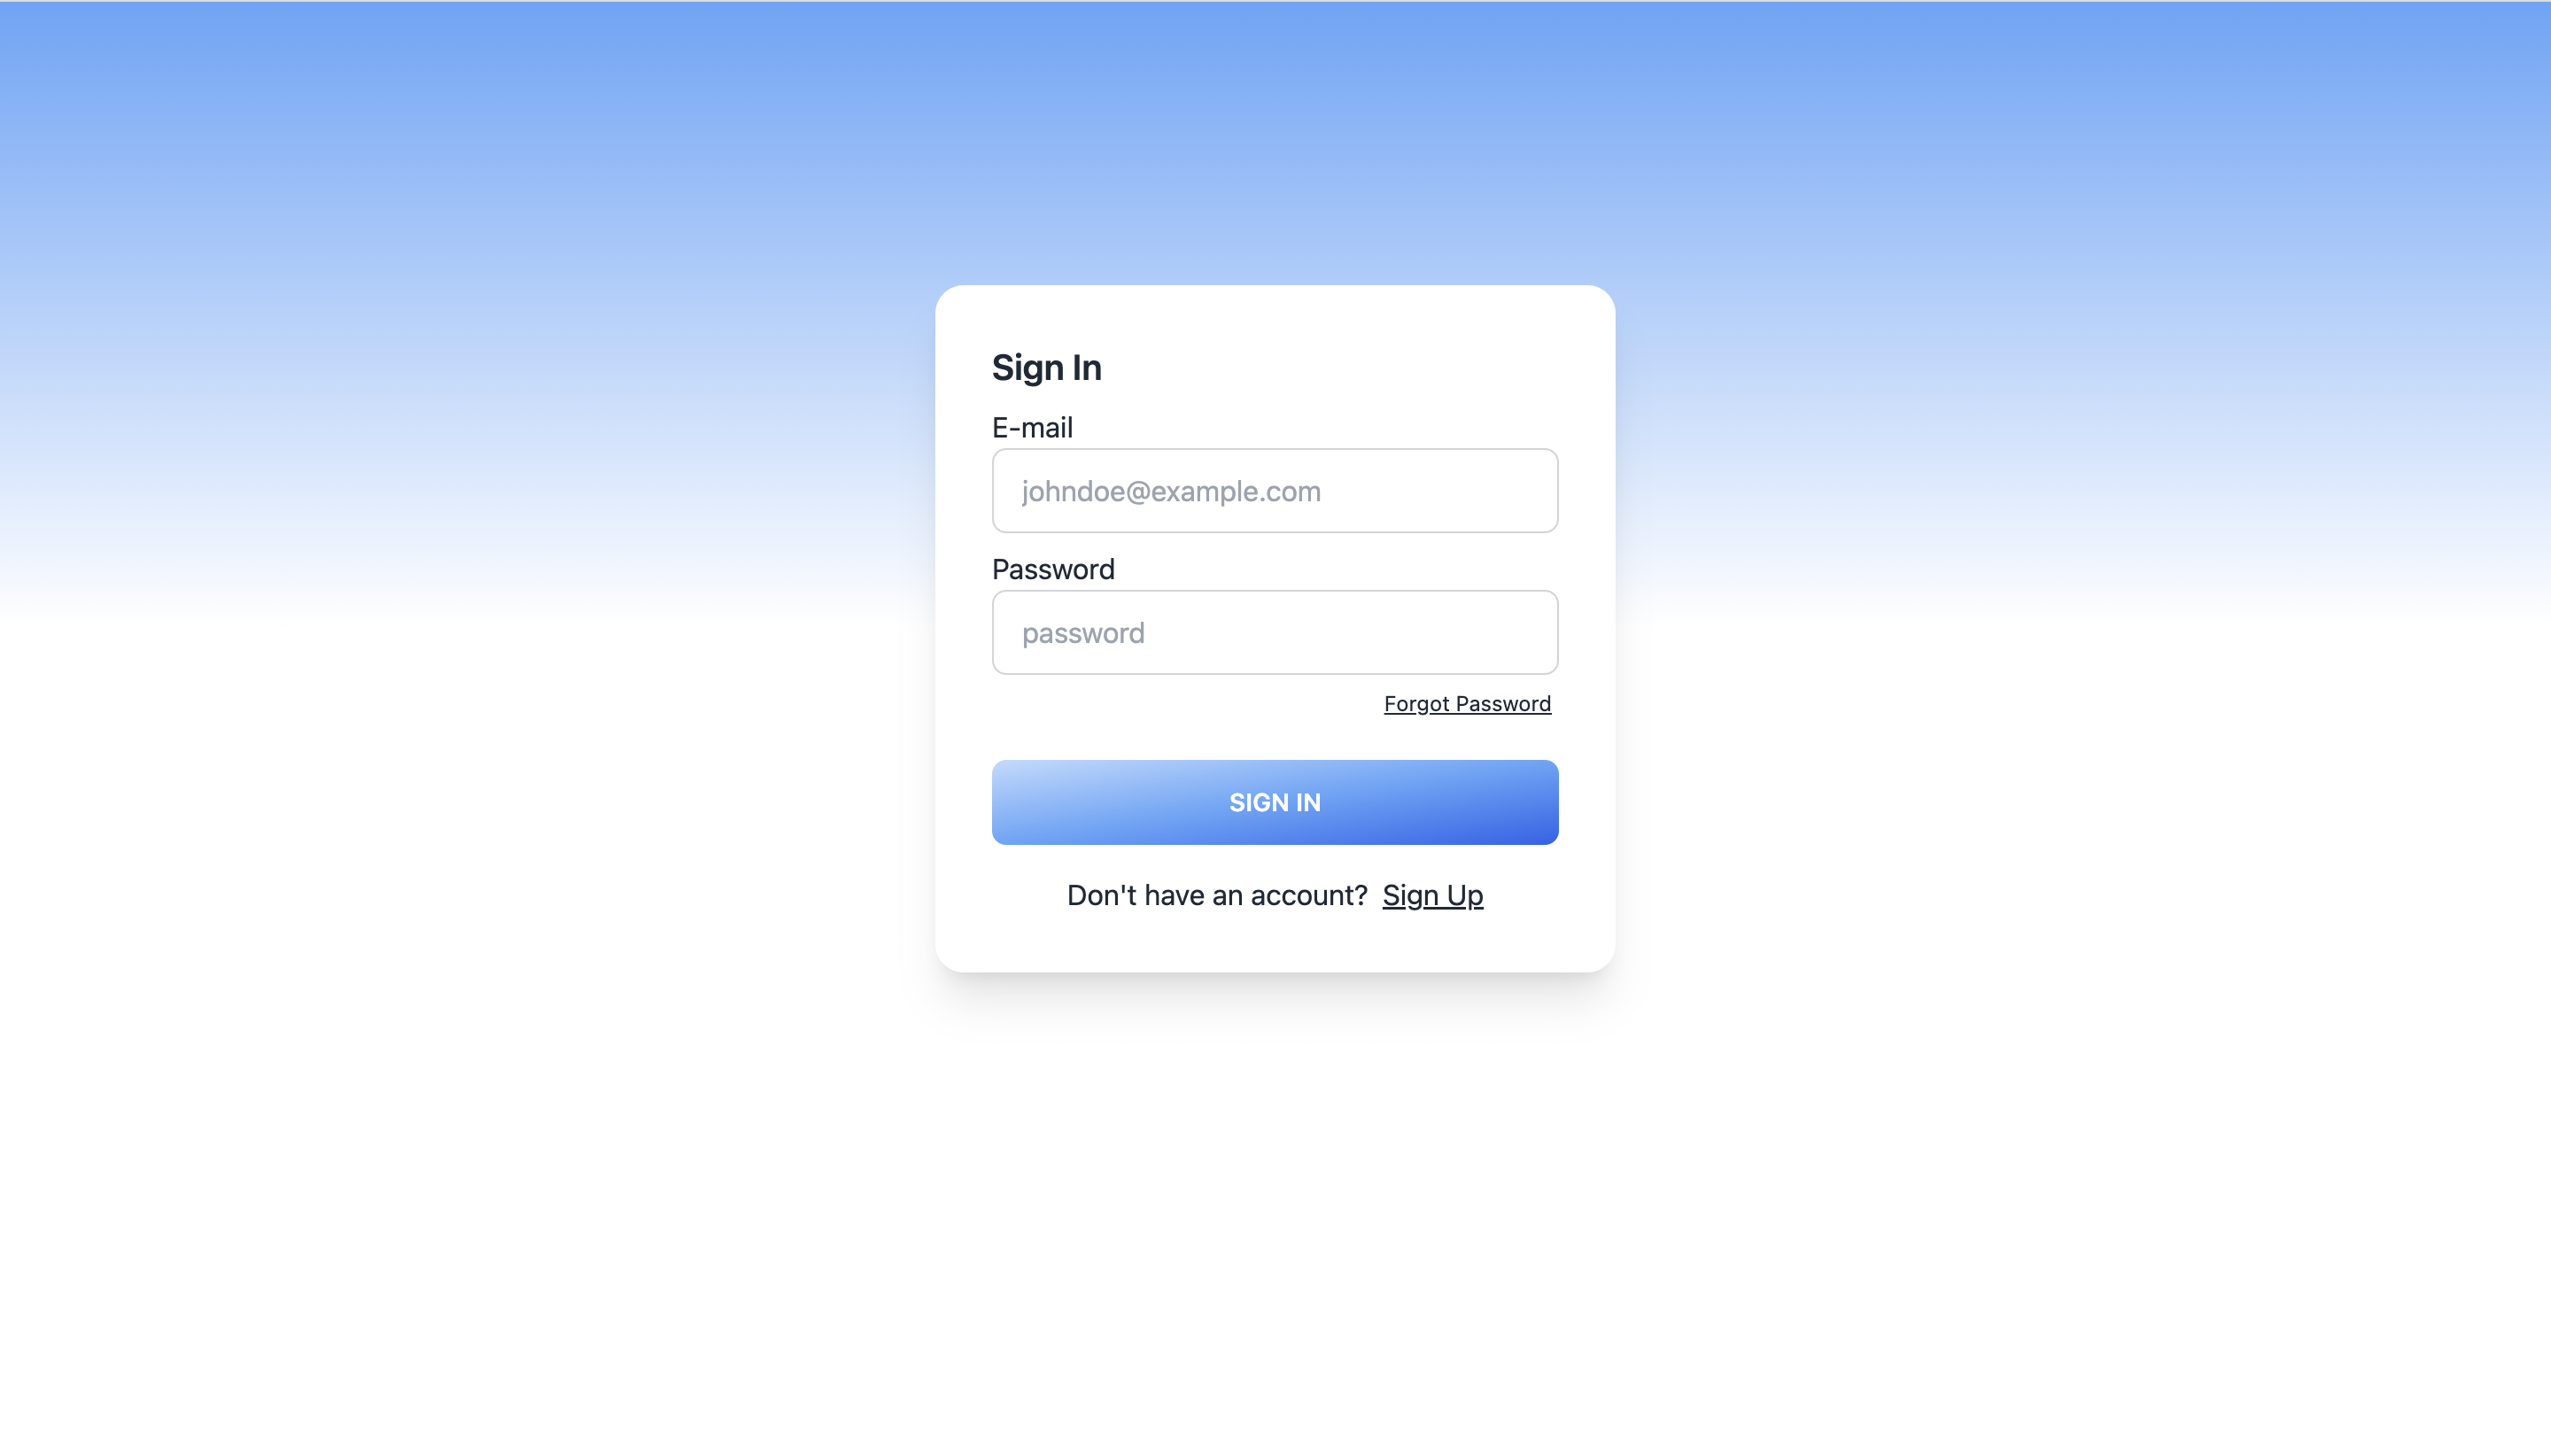 Sign In
E-mail
johndoe@example.com
Password
password
Forgot Password
SIGN IN
Don't have an account? Sign Up